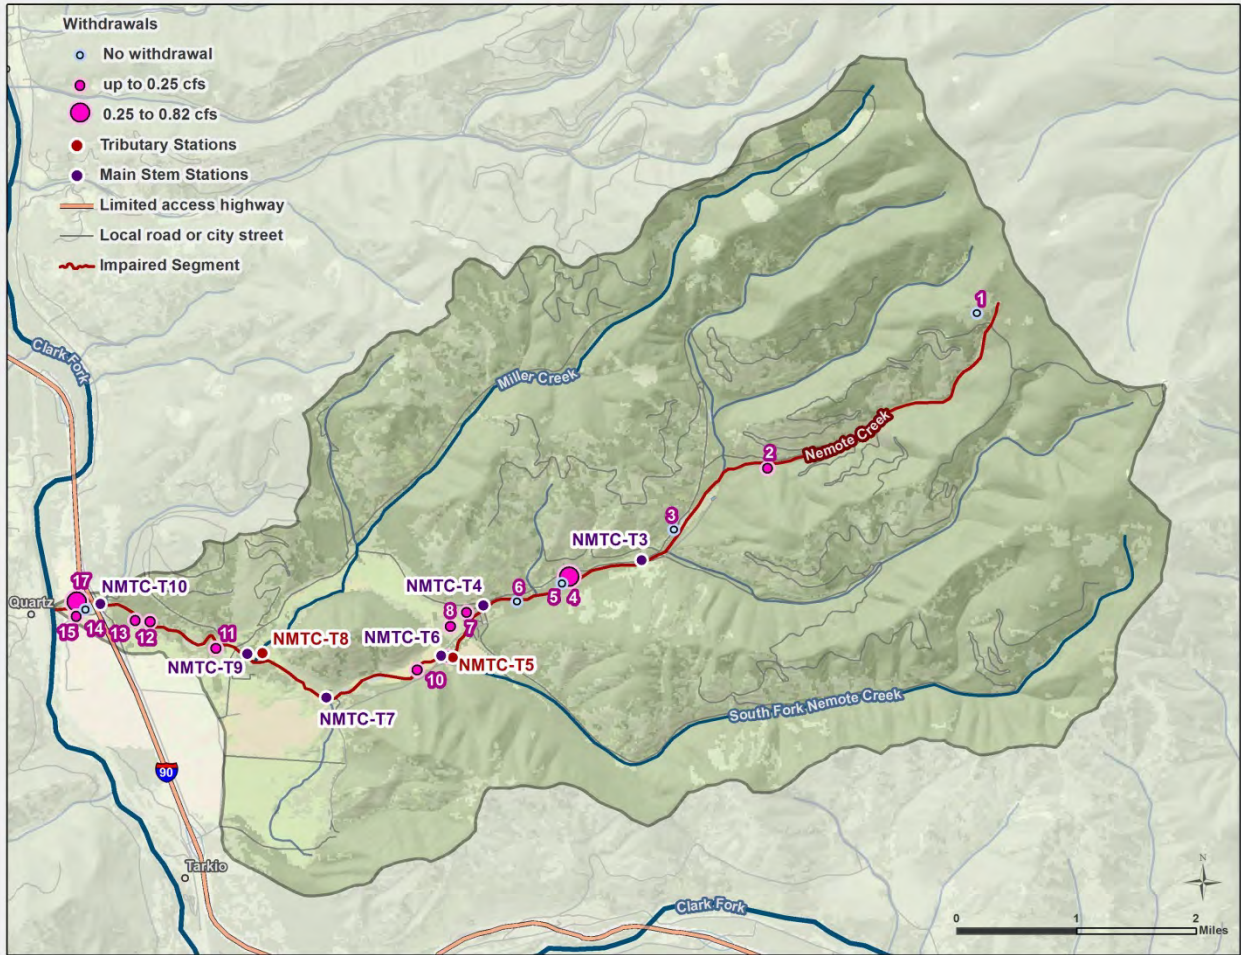 Withdrawals
No withdrawal
up to 0.25 cfs
0.25 to 0.82 cfs
Tributary Stations
Main Stem Stations
Limited access highway
Local road or city street
Impaired Segment
1
Clark Fork
Miller Creek
Nemote Creek
2
3
NMTC-T3
17
NMTC-T10
NMTC-T4
6
5
4
Quartz
8
15
14
13
12
11
NMTC-T8
NMTC-T6
7
NMTC-T9
NMTC-T5
10
South Fork Nemote Creek
NMTC-T7
90
Tarkio
N
Clark Fork
0
1
2
Miles